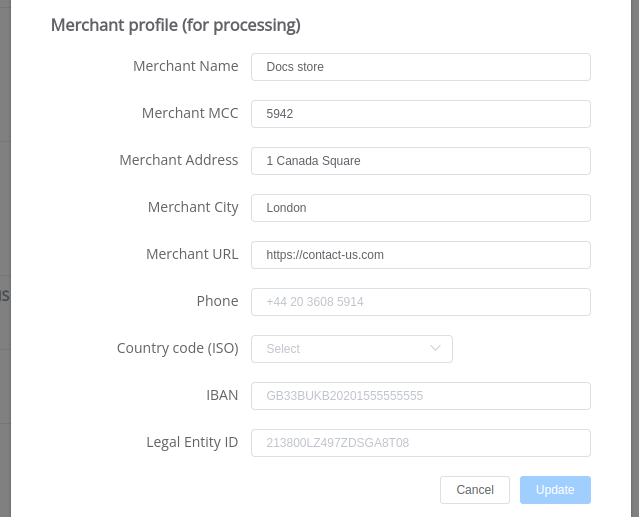 Merchant profile (for processing)
Merchant Name Docs store
Merchant MCC 5942
Merchant Address 1 Canada Square
Merchant City London
Merchant URL https://contact-us.com
Phone +44 20 3608 5914
Country code (ISO) Select
IBAN GB33BUKB20201555555555
Legal Entity ID 213800LZ497ZDSGA8T08
Cancel Update